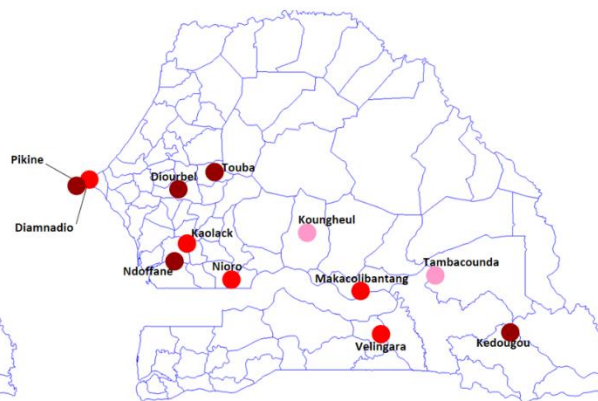 Pikine
Touba
Diourbel
Diamnadio
Koungheul
Kaolack
Ndoffane
Nioro
Tambacounda
Makacolibantang
Velingara
Kedougou